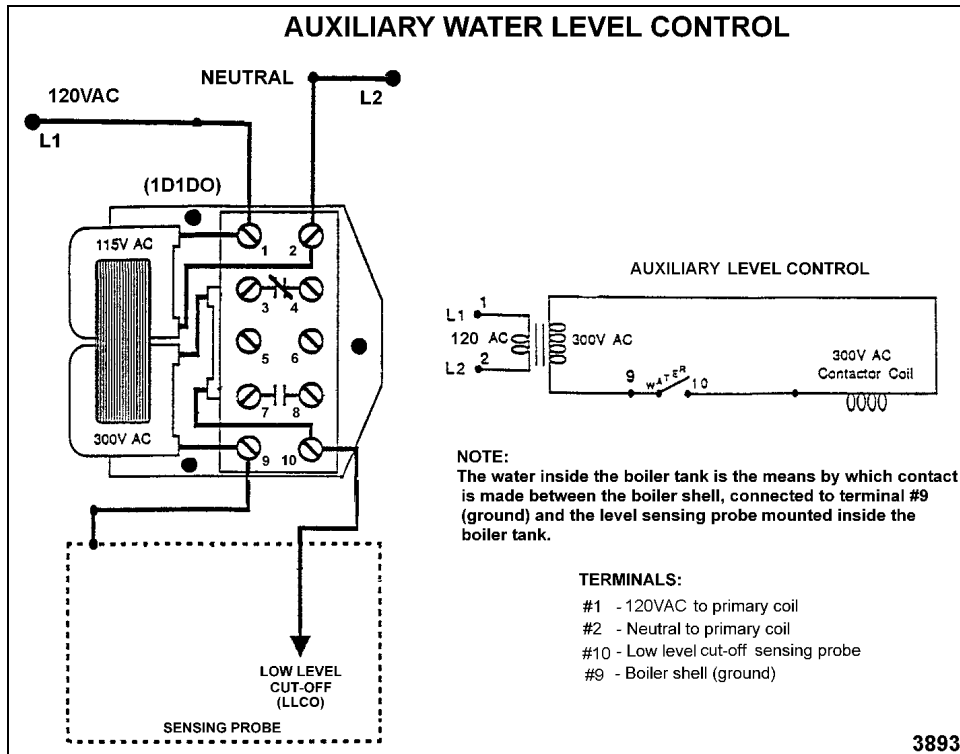 AUXILIARY WATER LEVEL CONTROL
NEUTRAL
L2
120VAC
L1
(1D1DO)
115V AC
1
2
3
4
5
6
7
8
300V AC
9
10
LOW LEVEL
CUT-OFF
(LLCO)
SENSING PROBE
AUXILIARY LEVEL CONTROL
L1 1
120 AC
L2 2
300V AC
9
WATER
10
300V AC
Contactor Coil
NOTE:
The water inside the boiler tank is the means by which contact
is made between the boiler shell, connected to terminal #9
(ground) and the level sensing probe mounted inside the
boiler tank.
TERMINALS:
#1 - 120VAC to primary coil
#2 - Neutral to primary coil
#10 - Low level cut-off sensing probe
#9 - Boiler shell (ground)
3893